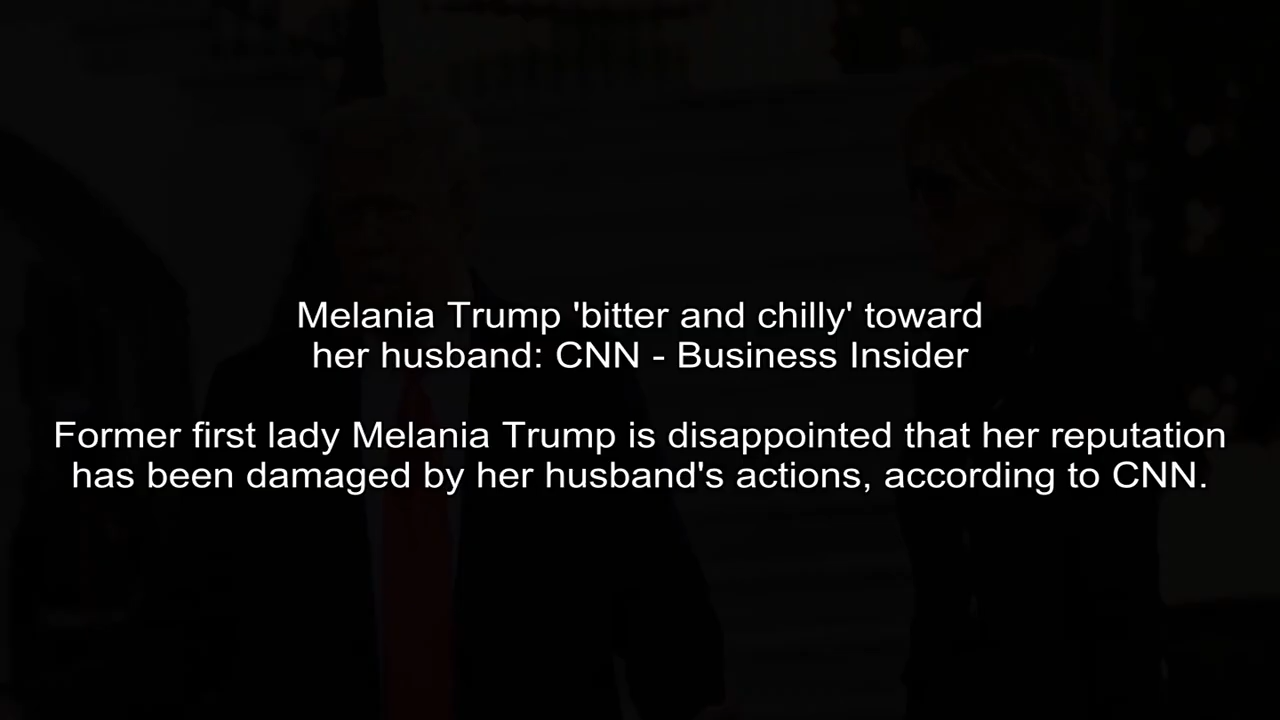 Melania Trump 'bitter and chilly' toward
her husband: CNN - Business Insider
Former first lady Melania Trump is disappointed that her reputation
has been damaged by her husband's actions, according to CNN.